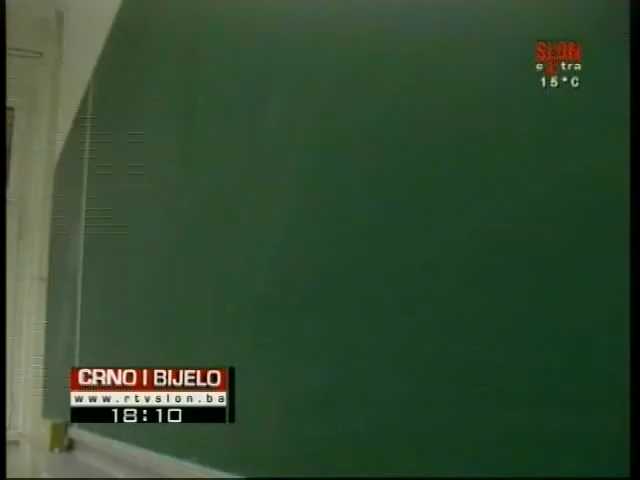 SLON
extra
15°C
CRNO I BIJELO
www.rtvslon.ba
18:10